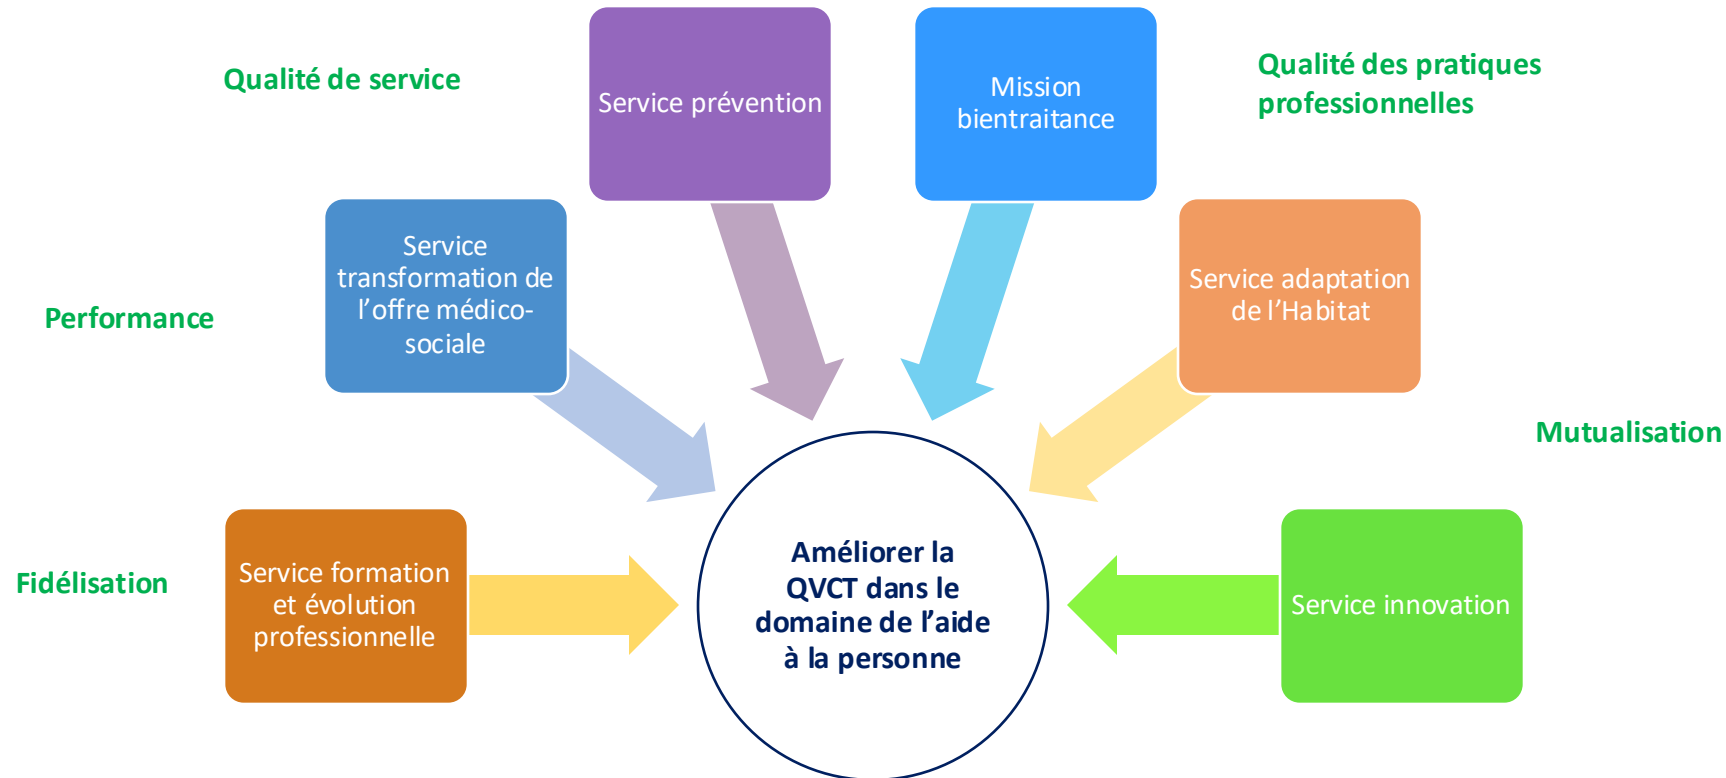 Qualité de service
Service prévention
Mission
bientraitance
Qualité des pratiques
professionnelles
Performance
Service
transformation de
l’offre médico-
sociale
Service adaptation
de l’Habitat
Mutualisation
Fidélisation
Service formation
et évolution
professionnelle
Améliorer la
QVCT dans le
domaine de l’aide
à la personne
Service innovation